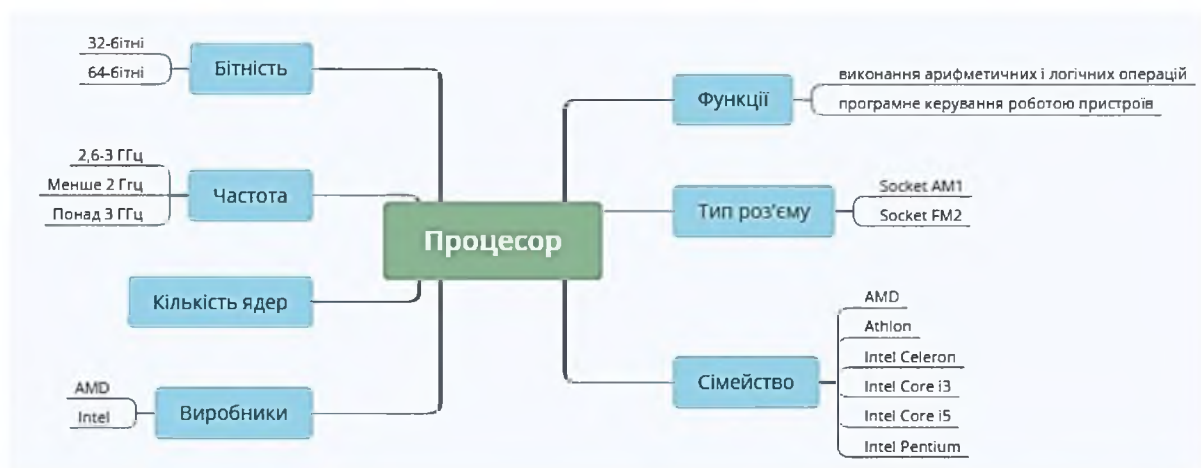 Процесор
Бітність
32-бітні
64-бітні
Частота
2,6-3 ГГц
Менше 2 Ггц
Понад 3 ГГц
Кількість ядер
Виробники
AMD
Intel
Функції
виконання арифметичних і логічних операцій
програмне керування роботою пристроїв
Тип роз'єму
Socket AM1
Socket FM2
Сімейство
AMD
Athlon
Intel Celeron
Intel Core i3
Intel Core i5
Intel Pentium